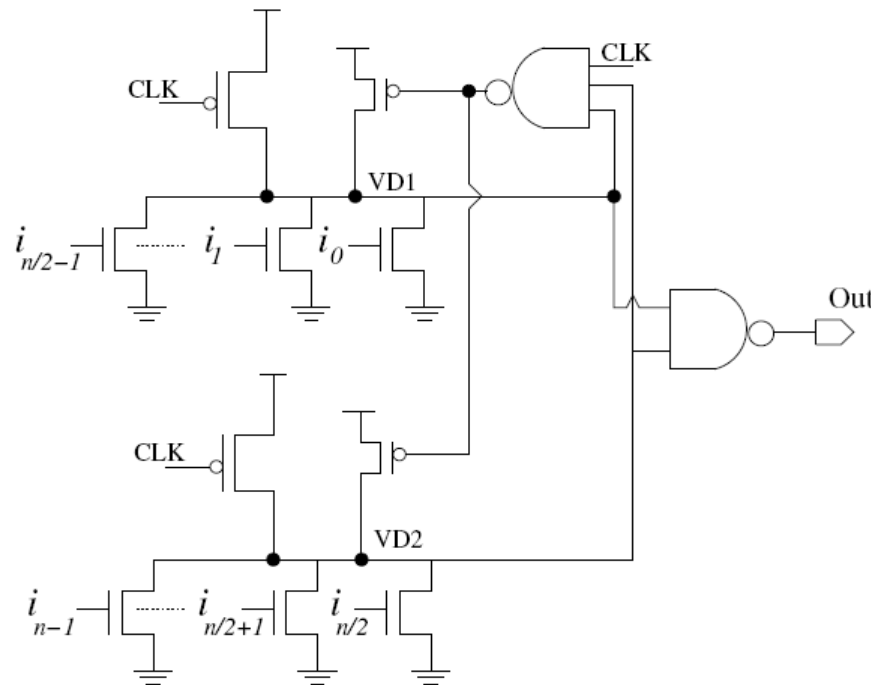 CLK
CLK
VD1
i_{n/2-1}
i_1
i_0
Out
CLK
VD2
i_{n-1}
i_{n/2+1}
i_{n/2}